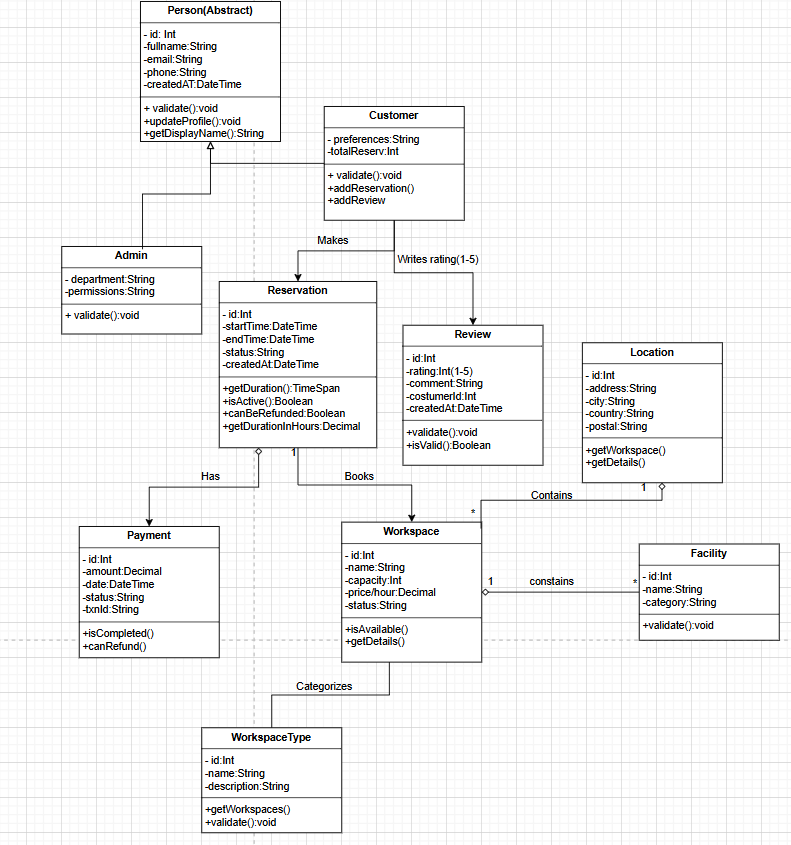 Person(Abstract)
- id: Int
-fullname:String
-email:String
-phone:String
-createdAT:DateTime
+ validate():void
+updateProfile():void
+getDisplayName():String
Customer
- preferences:String
-totalReserv:Int
+ validate():void
+addReservation()
+addReview
Makes
Writes rating(1-5)
Admin
- department:String
-permissions:String
+ validate():void
Reservation
- id:Int
-startTime:DateTime
-endTime:DateTime
-status:String
-createdAt:DateTime
+getDuration():TimeSpan
+isActive():Boolean
+canBeRefunded:Boolean
+getDurationInHours:Decimal
Review
- id:Int
-rating:Int(1-5)
-comment:String
-costumerId:Int
-createdAt:DateTime
+validate():void
+isValid():Boolean
Location
- id:Int
-address:String
-city:String
-country:String
-postal:String
+getWorkspace()
+getDetails()
1
Has
Books
1
Contains
*
Payment
- id:Int
-amount:Decimal
-date:DateTime
-status:String
-txnId:String
+isCompleted()
+canRefund()
Workspace
- id:Int
-name:String
-capacity:Int
-price/hour:Decimal
-status:String
+isAvailable()
+getDetails()
1
constains
*
Facility
- id:Int
-name:String
-category:String
+validate():void
Categorizes
WorkspaceType
- id:Int
-name:String
-description:String
+getWorkspaces()
+validate():void